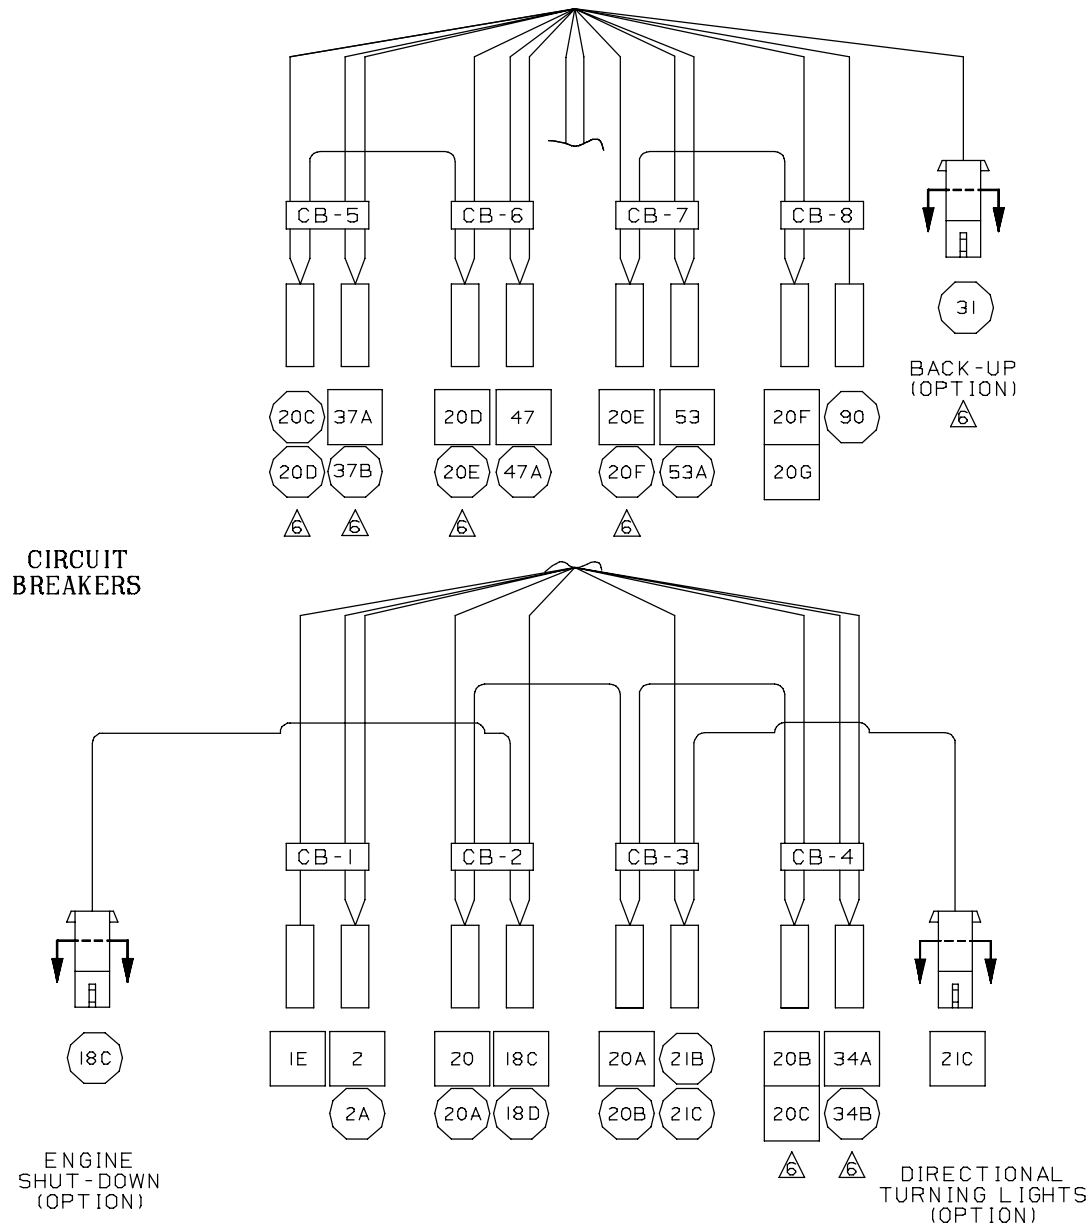 CB-5 CB-6 CB-7 CB-8
31
BACK-UP
(OPTION)
6
20C 37A 20D 47 20E 53 20F 90
20D 37B 20E 47A 20F 53A 20G
6 6 6 6
CIRCUIT
BREAKERS
CB-1 CB-2 CB-3 CB-4
18C 1E 2 20 18C 20A 21B 20B 34A 21C
2A 20A 18D 20B 21C 20C 34B
6 6
ENGINE
SHUT-DOWN
(OPTION)
DIRECTIONAL
TURNING LIGHTS
(OPTION)